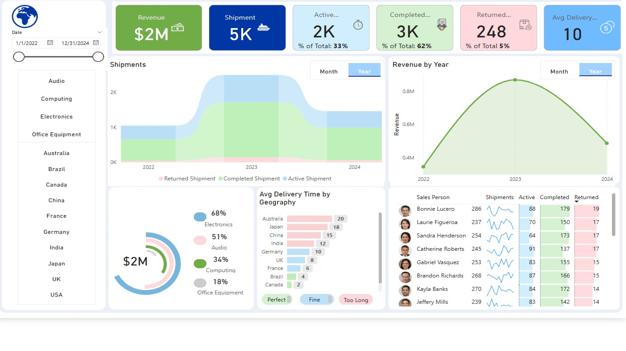 Date
1/1/2022
12/31/2024
Audio
Computing
Electronics
Office Equipment
Australia
Brazil
Canada
China
France
Germany
India
Japan
UK
USA
Revenue
$2M
Shipment
5K
Active...
2K
% of Total: 33%
Completed...
3K
% of Total: 62%
Returned...
248
% of Total 5%
Avg Delivery...
10
Shipments
Month Year
2K
1K
0K
2022 2023 2024
Returned Shipment Completed Shipment Active Shipment
Revenue by Year
Month Year
Revenue
0.8M
0.6M
0.4M
2022 2023 2024
$2M
68%
Electronics
51%
Audio
34%
Computing
18%
Office Equipment
Avg Delivery Time by
Geography
Australia 20
Japan 18
China 15
India 12
Germany 10
UK 8
France 6
Brazil 4
Canada 2
Perfect Fine Too Long
Sales Person Shipments Active Completed Returned
Bonnie Lucero 286 88 179 19
Laurie Figueroa 237 70 150 17
Sandra Henderson 254 64 173 17
Catherine Roberts 245 91 137 17
Gabriel Vasquez 253 83 155 15
Brandon Richards 268 87 166 15
Kayla Banks 270 84 172 14
Jeffery Mills 239 83 142 14